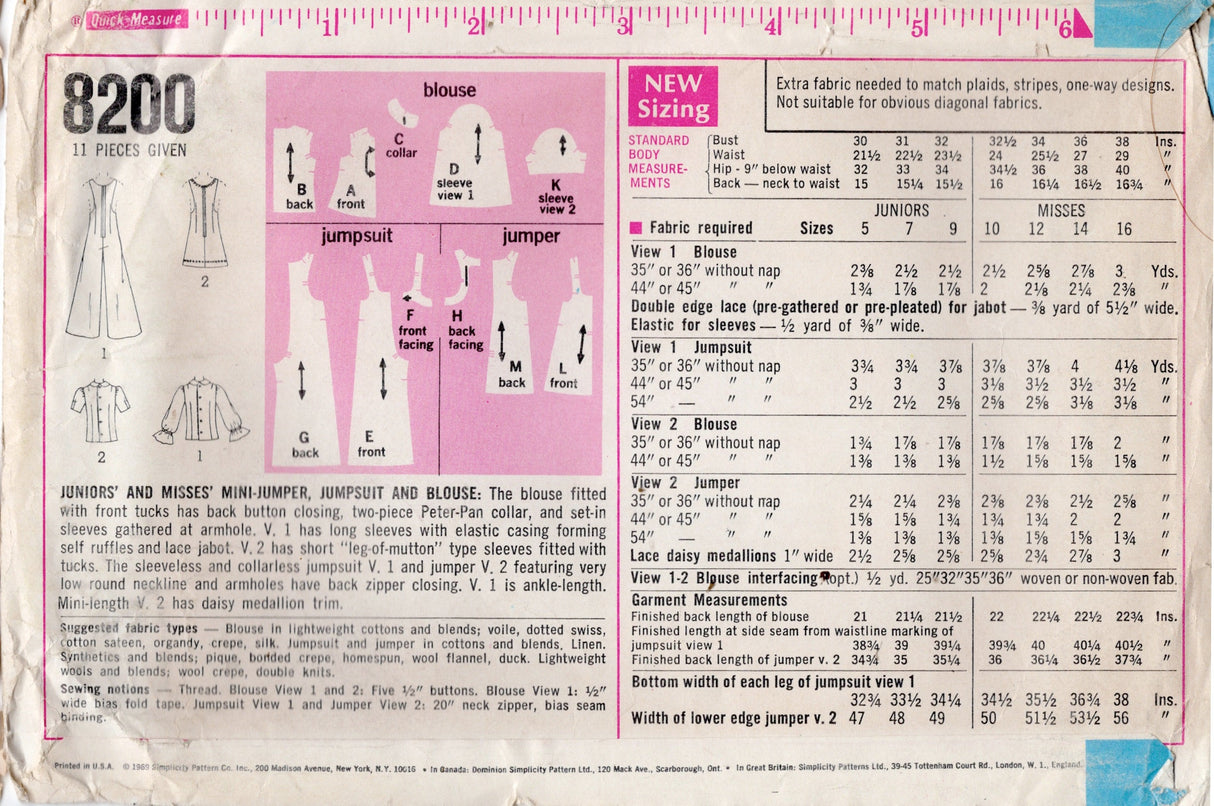 ® Quick-Measure 1 2 3 4 5 6
8200
11 PIECES GIVEN
1
2
2
1
blouse
B
back
A
front
C
collar
D
sleeve
view 1
K
sleeve
view 2
jumpsuit
jumper
F
front
facing
H
back
facing
G
back
E
front
M
back
L
front
JUNIORS' AND MISSES' MINI-JUMPER, JUMPSUIT AND BLOUSE: The blouse fitted
with front tucks has back button closing, two-piece Peter-Pan collar, and set-in
sleeves gathered at armhole. V. 1 has long sleeves with elastic casing forming
self ruffles and lace jabot. V. 2 has short "leg-of-mutton" type sleeves fitted with
tucks. The sleeveless and collarless jumpsuit V. 1 and jumper V. 2 featuring very
low round neckline and armholes have back zipper closing. V. 1 is ankle-length.
Mini-length V. 2 has daisy medallion trim.
Suggested fabric types — Blouse in lightweight cottons and blends; voile, dotted swiss,
cotton sateen, organdy, crepe, silk. Jumpsuit and jumper in cottons and blends, Linen.
Synthetics and blends; pique, bonded crepe, homespun, wool flannel, duck. Lightweight
wools and blends; wool crepe, double knits.
Sewing notions — Thread. Blouse View 1 and 2: Five ½" buttons. Blouse View 1: ½"
wide bias fold tape. Jumpsuit View 1 and Jumper View 2: 20" neck zipper, bias seam
binding.
NEW
Sizing
Extra fabric needed to match plaids, stripes, one-way designs.
Not suitable for obvious diagonal fabrics.
STANDARD BODY MEASURE-MENTS
Bust 30 31 32 32½ 34 36 38 Ins.
Waist 21½ 22½ 23½ 24 25½ 27 29 "
Hip - 9" below waist 32 33 34 34½ 36 38 40 "
Back — neck to waist 15 15¼ 15½ 16 16¼ 16½ 16¾ "
JUNIORS MISSES
Fabric required Sizes 5 7 9 10 12 14 16
View 1 Blouse
35" or 36" without nap 2⅜ 2½ 2½ 2½ 2⅝ 2⅞ 3 Yds.
44" or 45" " " 1¾ 1⅞ 1⅞ 2 2⅛ 2¼ 2⅜ "
Double edge lace (pre-gathered or pre-pleated) for jabot — ⅜ yard of 5½" wide.
Elastic for sleeves — ½ yard of ⅜" wide.
View 1 Jumpsuit
35" or 36" without nap 3¾ 3¾ 3⅞ 3⅞ 3⅞ 4 4⅛ Yds.
44" or 45" " " 3 3 3 3⅛ 3½ 3½ 3½ "
54" — " " 2½ 2½ 2⅝ 2⅝ 2⅝ 3⅛ 3⅛ "
View 2 Blouse
35" or 36" without nap 1¾ 1⅞ 1⅞ 1⅞ 1⅞ 1⅞ 2 "
44" or 45" " " 1⅜ 1⅜ 1⅜ 1½ 1⅝ 1⅝ 1⅝ "
View 2 Jumper
35" or 36" without nap 2¼ 2¼ 2⅜ 2⅜ 2⅜ 2½ 2⅝ "
44" or 45" " " 1⅝ 1⅝ 1¾ 1¾ 1¾ 2 2 "
54" — " " 1⅜ 1⅜ 1⅜ 1⅜ 1⅝ 1⅝ 1¾ "
Lace daisy medallions 1" wide 2½ 2⅝ 2⅝ 2⅝ 2¾ 2⅞ 3 "
View 1-2 Blouse interfacing opt.) ½ yd. 25"32"35"36" woven or non-woven fab.
Garment Measurements
Finished back length of blouse 21 21¼ 21½ 22 22¼ 22½ 22¾ Ins.
Finished length at side seam from waistline marking of
jumpsuit view 1 38¾ 39 39¼ 39¾ 40 40¼ 40½ "
Finished back length of jumper v. 2 34¾ 35 35¼ 36 36¼ 36½ 37¾ "
Bottom width of each leg of jumpsuit view 1
32¾ 33½ 34¼ 34½ 35½ 36¾ 38 Ins.
Width of lower edge jumper v. 2 47 48 49 50 51½ 53½ 56 "
Printed in U.S.A. © 1969 Simplicity Pattern Co. Inc., 200 Madison Avenue, New York, N.Y. 10016 • In Canada: Dominion Simplicity Pattern Ltd., 120 Mack Ave., Scarborough, Ont. • In Great Britain: Simplicity Patterns Ltd., 39-45 Tottenham Court Rd., London, W. 1., England.